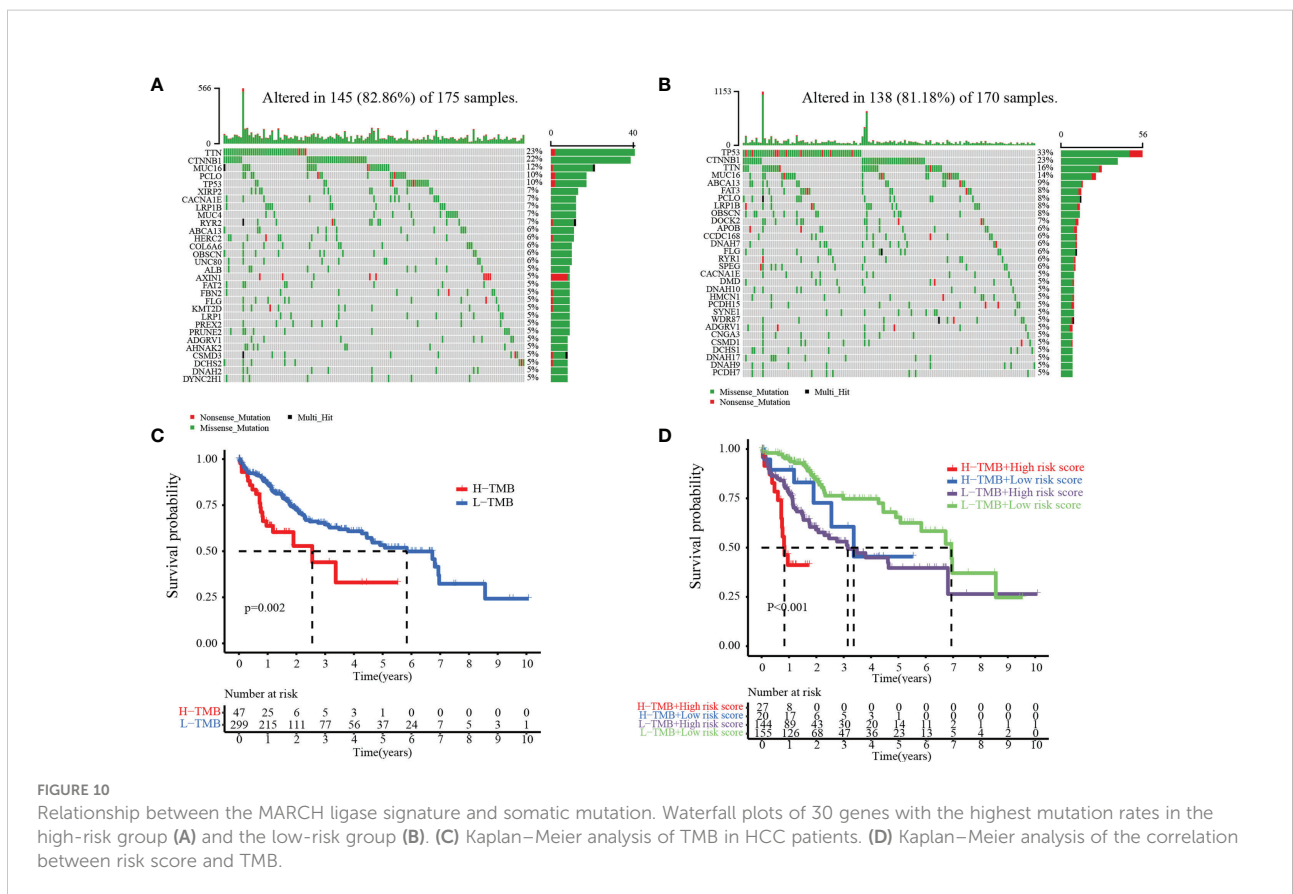 A
Altered in 145 (82.86%) of 175 samples.
566
0
0 40
TTN 23%
CTNNB1 22%
MUC16 12%
PCLO 10%
TP53 10%
XIRP2 7%
CACNA1E 7%
LRP1B 7%
MUC4 7%
RYR2 7%
ABCA13 6%
HERC2 6%
COL6A6 6%
OBSCN 6%
UNC80 6%
ALB 5%
AXIN1 5%
FAT2 5%
FBN2 5%
FLG 5%
KMT2D 5%
LRP1 5%
PREX2 5%
PRUNE2 5%
ADGRV1 5%
AHNAK2 5%
CSMD3 5%
DCHS2 5%
DNAH2 5%
DYNC2H1 5%
Nonsense_Mutation Multi_Hit
Missense_Mutation
B
Altered in 138 (81.18%) of 170 samples.
1153
0
0 56
TP53 33%
CTNNB1 23%
TTN 16%
MUC16 14%
ABCA13 9%
FAT3 8%
PCLO 8%
LRP1B 8%
OBSCN 8%
DOCK2 7%
APOB 6%
CCDC168 6%
DNAH7 6%
FLG 6%
RYR1 6%
SPEG 6%
CACNA1E 5%
DMD 5%
DNAH10 5%
HMCN1 5%
PCDH15 5%
SYNE1 5%
WDR87 5%
ADGRV1 5%
CNGA3 5%
CSMD1 5%
DCHS1 5%
DNAH17 5%
DNAH9 5%
PCDH7 5%
Missense_Mutation Multi_Hit
Nonsense_Mutation
C
Survival probability
1.00
0.75
0.50
0.25
0.00
H−TMB
L−TMB
p=0.002
0 1 2 3 4 5 6 7 8 9 10
Time(years)
Number at risk
H−TMB 47 25 6 5 3 1 0 0 0 0 0
L−TMB 299 215 111 77 56 37 24 7 5 3 1
0 1 2 3 4 5 6 7 8 9 10
Time(years)
D
Survival probability
1.00
0.75
0.50
0.25
0.00
H−TMB+High risk score
H−TMB+Low risk score
L−TMB+High risk score
L−TMB+Low risk score
P<0.001
0 1 2 3 4 5 6 7 8 9 10
Time(years)
Number at risk
H−TMB+High risk score 27 8 0 0 0 0 0 0 0 0 0
H−TMB+Low risk score 20 17 6 5 3 1 0 0 0 0 0
L−TMB+High risk score 144 89 43 30 20 14 11 2 1 1 1
L−TMB+Low risk score 155 126 68 47 36 23 13 5 4 2 0
0 1 2 3 4 5 6 7 8 9 10
Time(years)
FIGURE 10
Relationship between the MARCH ligase signature and somatic mutation. Waterfall plots of 30 genes with the highest mutation rates in the
high-risk group (A) and the low-risk group (B). (C) Kaplan–Meier analysis of TMB in HCC patients. (D) Kaplan–Meier analysis of the correlation
between risk score and TMB.